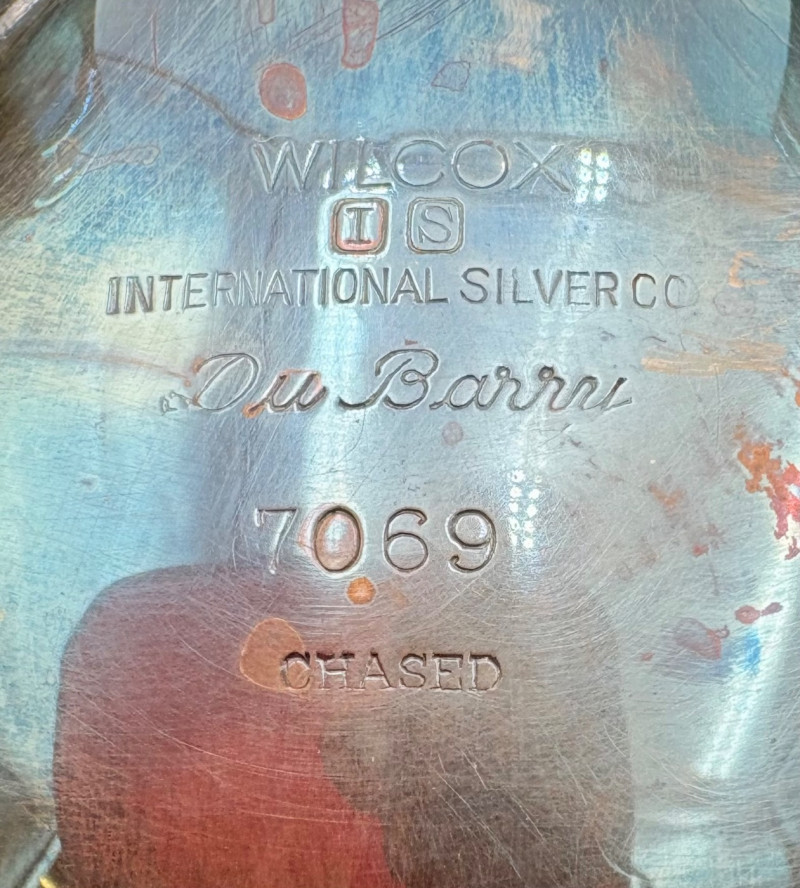 WILCOX
I S
INTERNATIONAL SILVER CO
Du Barry
7069
CHASED